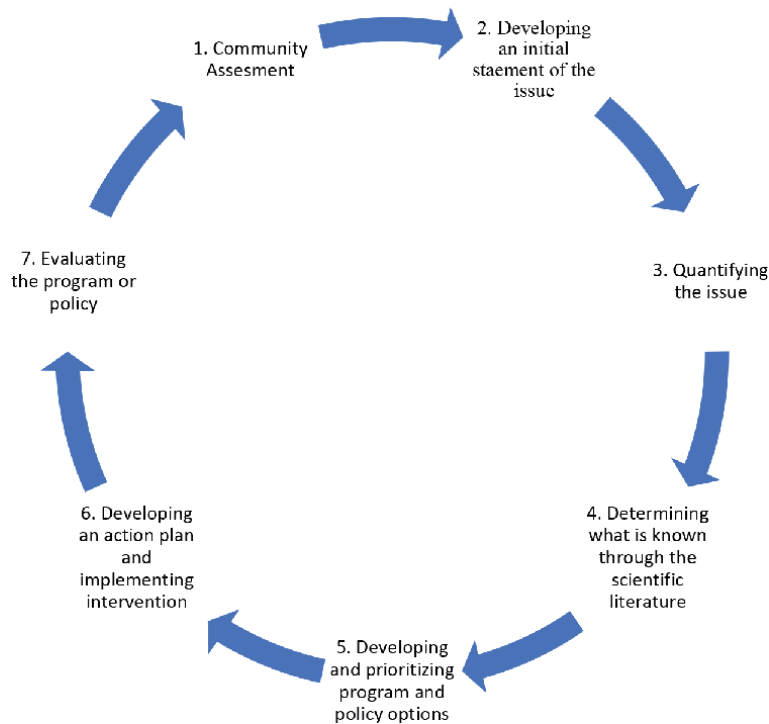 1. Community
Assesment
2. Developing
an initial
staement of the
issue
3. Quantifying
the issue
4. Determining
what is known
through the
scientific
literature
5. Developing
and prioritizing
program and
policy options
6. Developing
an action plan
and
implementing
intervention
7. Evaluating
the program or
policy